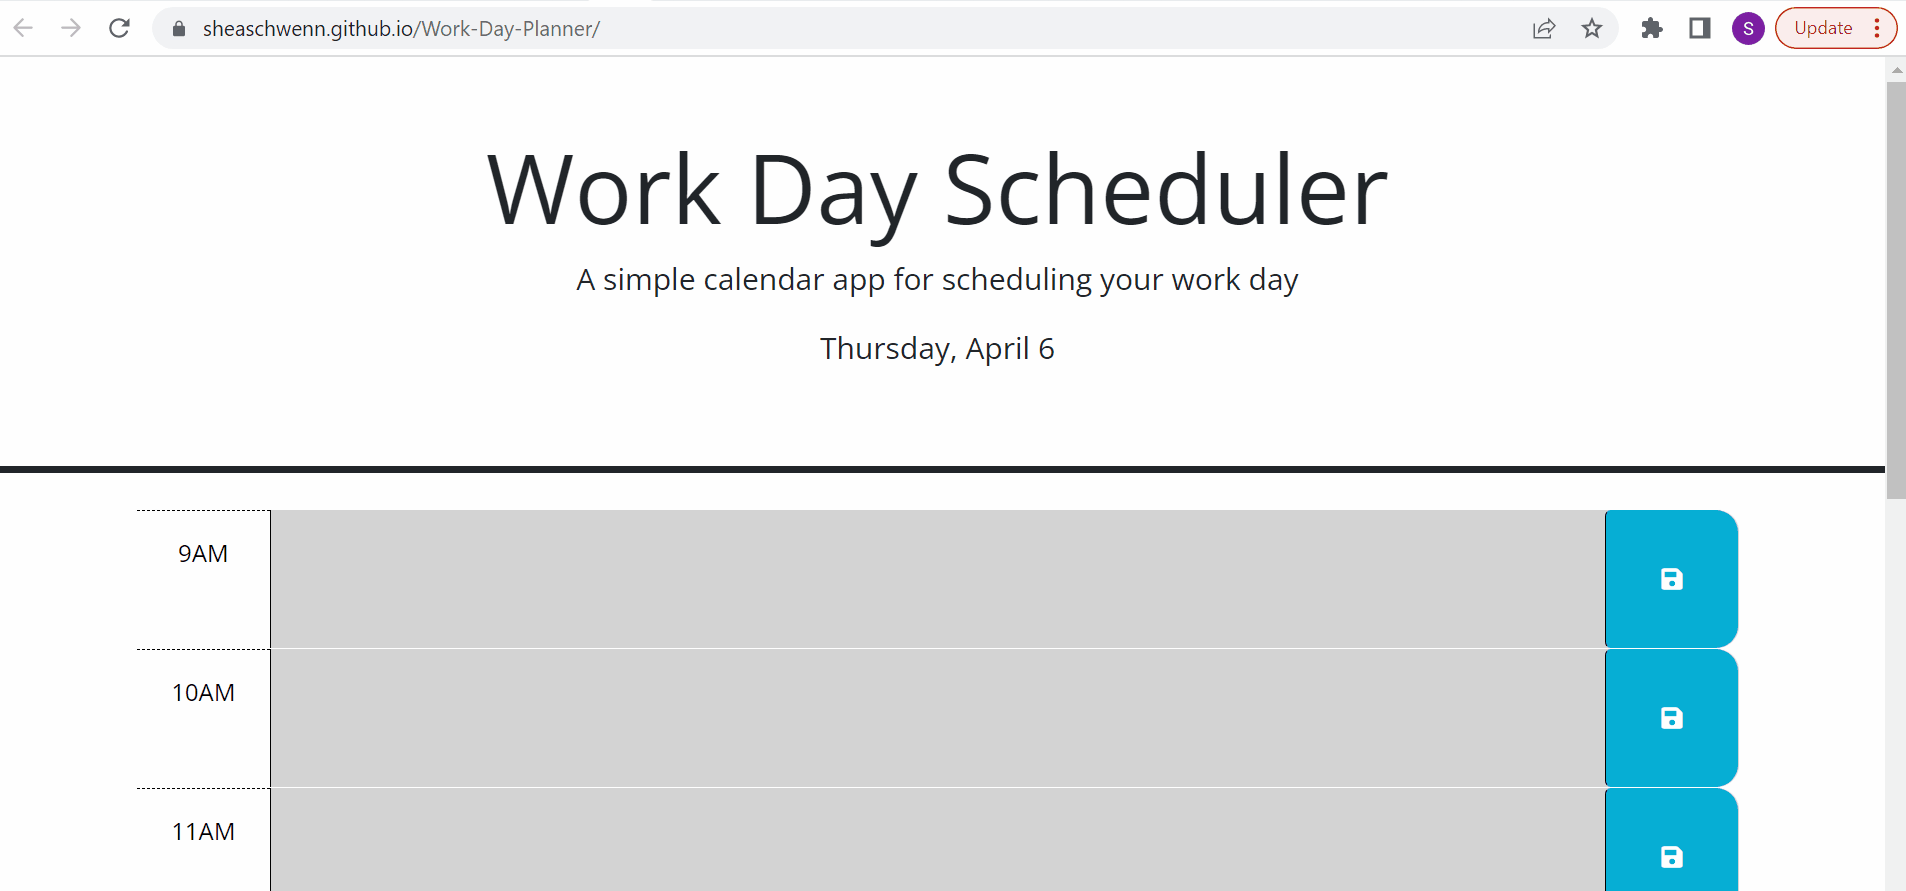 sheaschwenn.github.io/Work-Day-Planner/
S
Update
Work Day Scheduler
A simple calendar app for scheduling your work day
Thursday, April 6
9AM
10AM
11AM